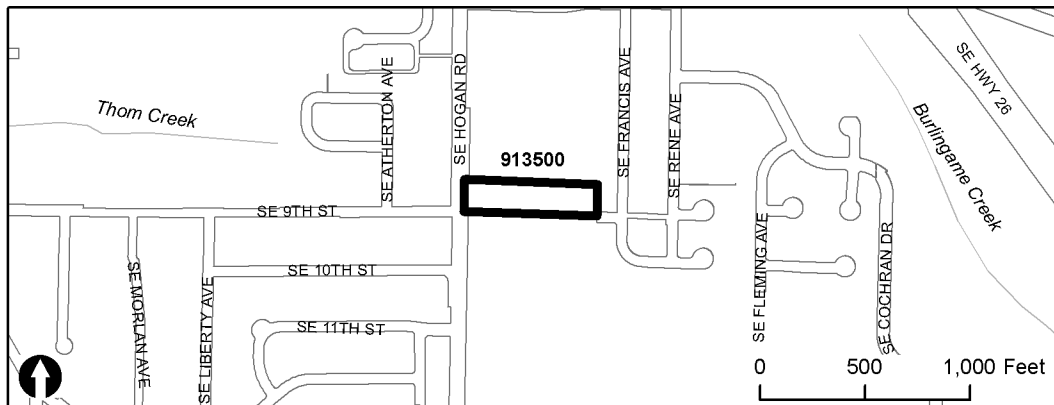 SE HWY 26
Thom Creek
SE ATHERTON AVE
SE HOGAN RD
SE FRANCIS AVE
SE RENE AVE
Burlingame Creek
913500
SE 9TH ST
SE 10TH ST
SE 11TH ST
SE MORLAN AVE
SE LIBERTY AVE
SE FLEMING AVE
SE COCHRAN DR
0 500 1,000 Feet